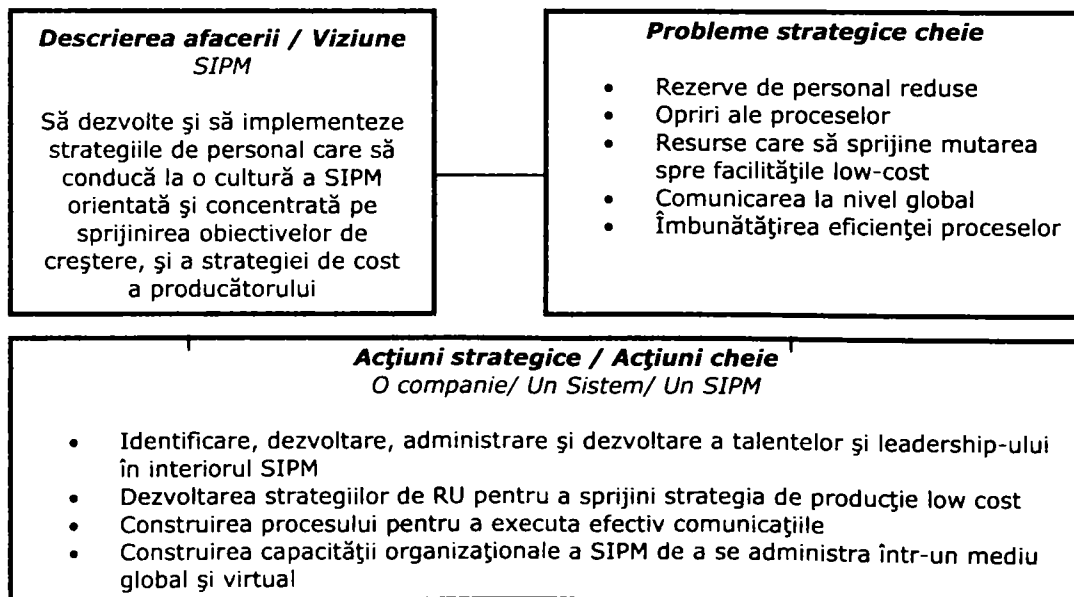 Descrierea afacerii / Viziune
SIPM
Să dezvolte şi să implementeze
strategiile de personal care să
conducă la o cultură a SIPM
orientată şi concentrată pe
sprijinirea obiectivelor de
creştere, şi a strategiei de cost
a producătorului
Probleme strategice cheie
• Rezerve de personal reduse
• Opriri ale proceselor
• Resurse care să sprijine mutarea
spre facilităţile low-cost
• Comunicarea la nivel global
• Îmbunătăţirea eficienţei proceselor
Acţiuni strategice / Acţiuni cheie
O companie/ Un Sistem/ Un SIPM
• Identificare, dezvoltare, administrare şi dezvoltare a talentelor şi leadership-ului
în interiorul SIPM
• Dezvoltarea strategiilor de RU pentru a sprijini strategia de producţie low cost
• Construirea procesului pentru a executa efectiv comunicaţiile
• Construirea capacităţii organizaţionale a SIPM de a se administra într-un mediu
global şi virtual